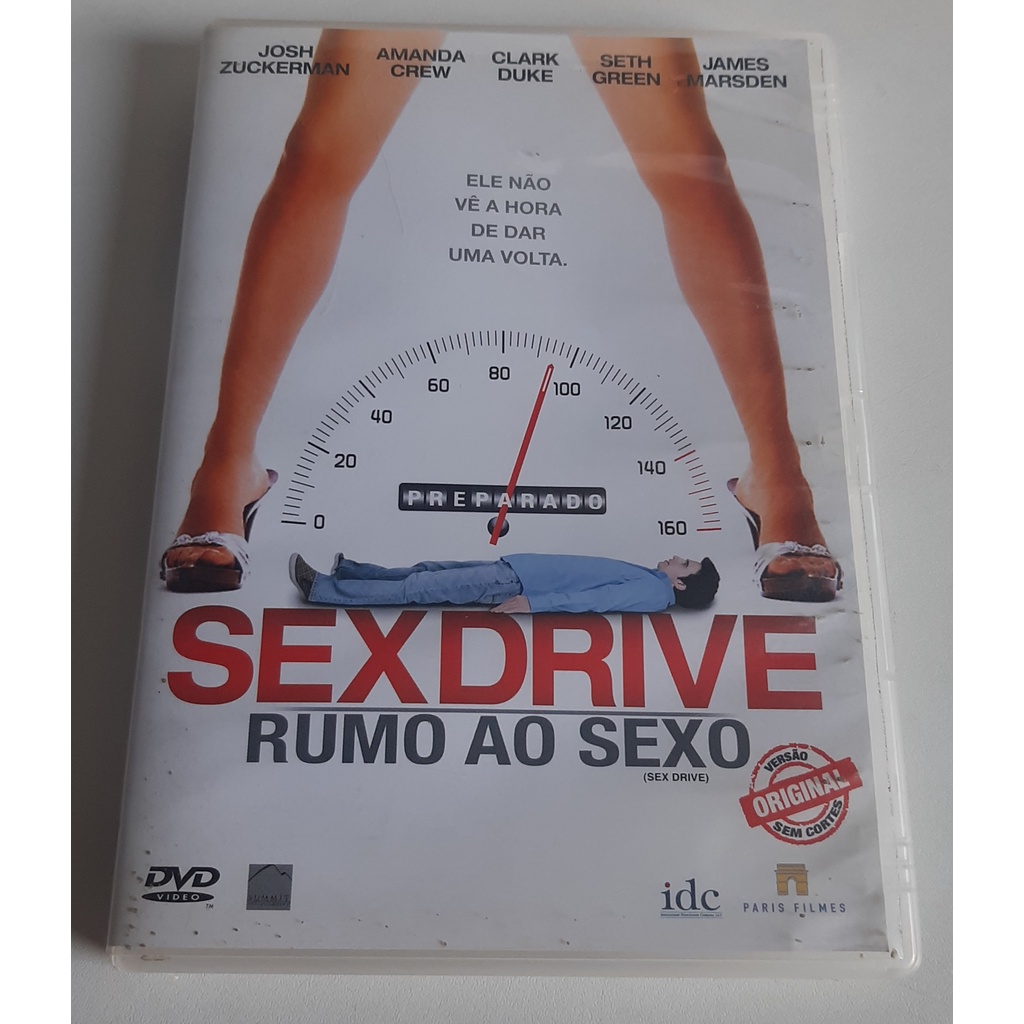 JOSH ZUCKERMAN
AMANDA CREW
CLARK DUKE
SETH GREEN
JAMES MARSDEN
ELE NÃO
VÊ A HORA
DE DAR
UMA VOLTA.
0
20
40
60
80
100
120
140
160
PREPARADO
SEXDRIVE
RUMO AO SEXO
(SEX DRIVE)
VERSÃO
ORIGINAL
SEM CORTES
DVD
VIDEO
TM
SUMMIT
idc
PARIS FILMES